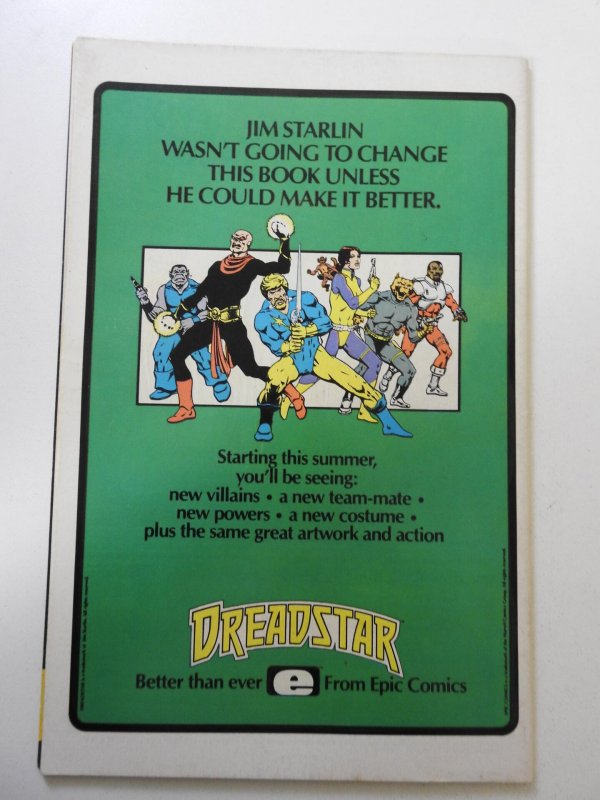 JIM STARLIN
WASN'T GOING TO CHANGE
THIS BOOK UNLESS
HE COULD MAKE IT BETTER.
Starting this summer,
you'll be seeing:
new villains • a new team-mate •
new powers • a new costume •
plus the same great artwork and action
DREADSTAR
Better than ever e From Epic Comics